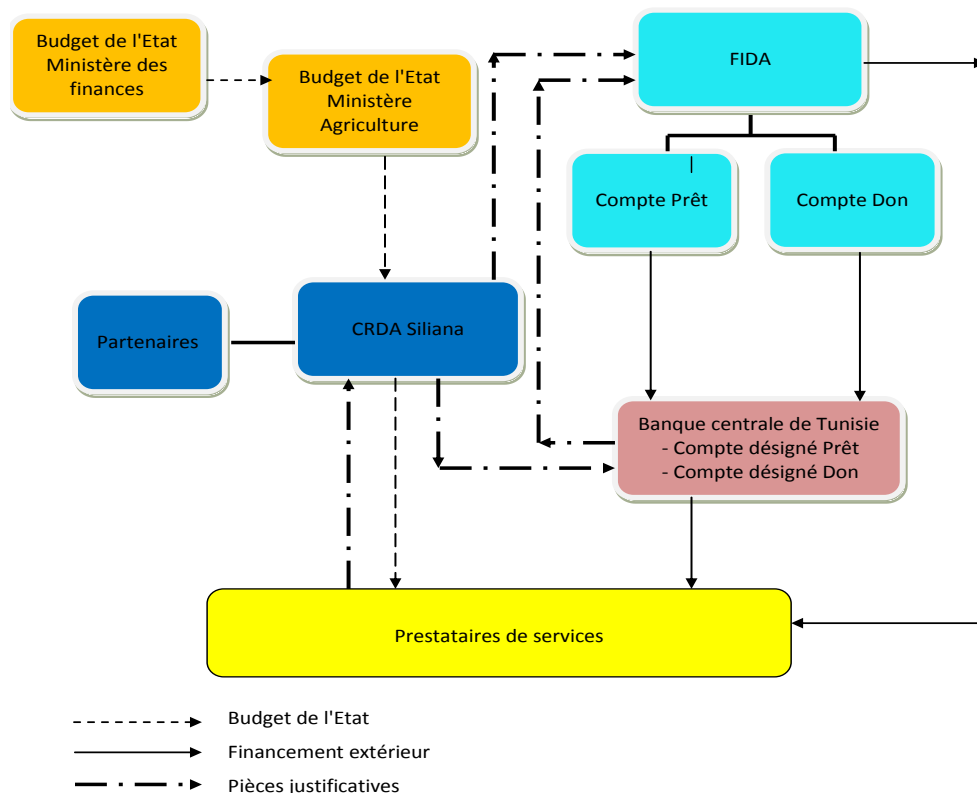 Budget de l'Etat
Ministère des
finances
Budget de l'Etat
Ministère
Agriculture
FIDA
Compte Prêt
Compte Don
Partenaires
CRDA Siliana
Banque centrale de Tunisie
- Compte désigné Prêt
- Compte désigné Don
Prestataires de services
Budget de l'Etat
Financement extérieur
Pièces justificatives